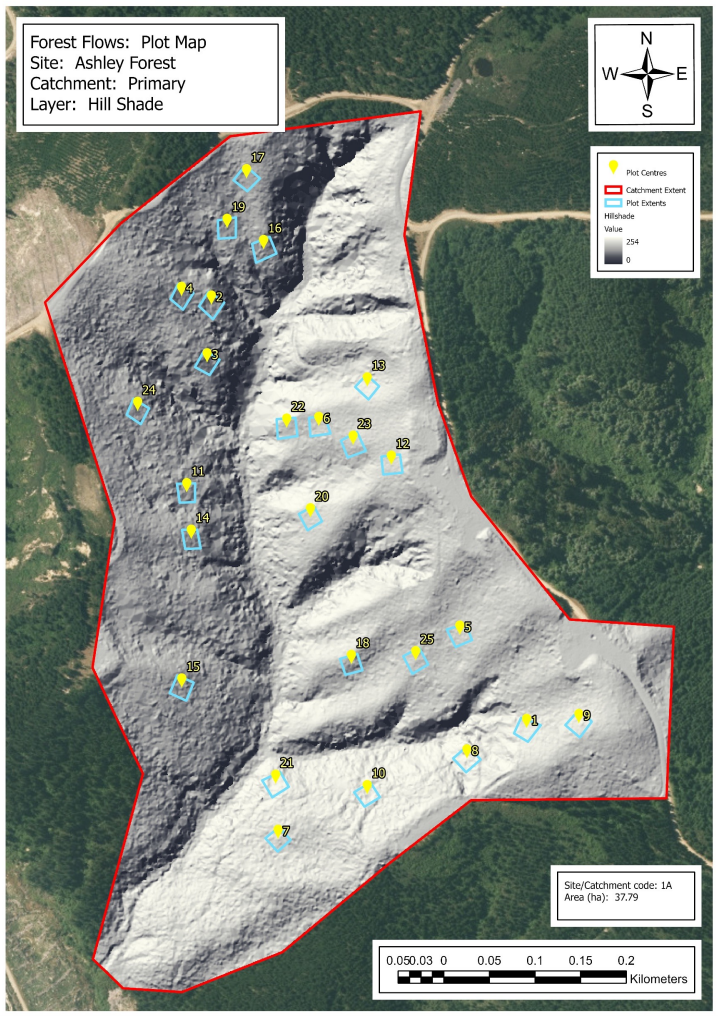 Forest Flows: Plot Map
Site: Ashley Forest
Catchment: Primary
Layer: Hill Shade
N
W E
S
Plot Centres
Catchment Extent
Plot Extents
Hillshade
Value
254
0
17
19
16
4
2
3
13
24
22
6
23
12
11
20
14
5
25
18
15
1
9
8
21
10
7
Site/Catchment code: 1A
Area (ha): 37.79
0.050.03 0 0.05 0.1 0.15 0.2
Kilometers